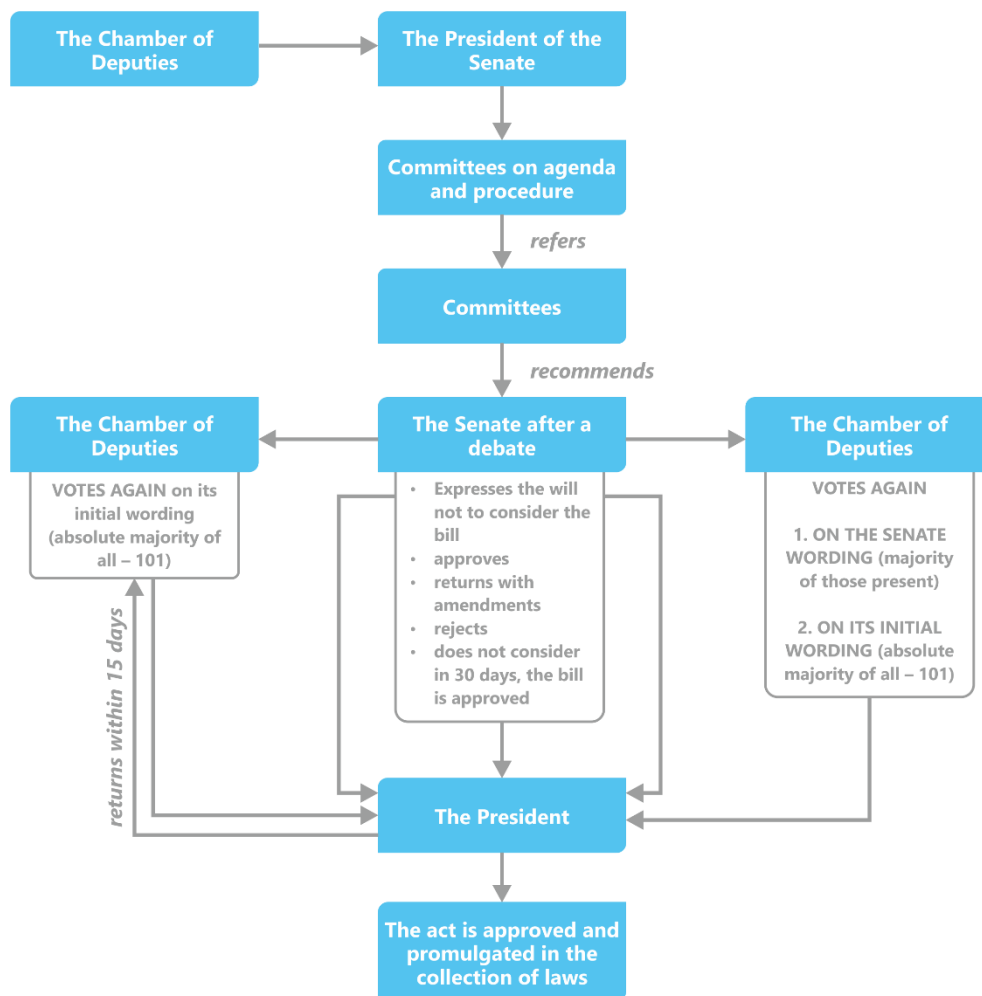 The Chamber of
Deputies
The President of the
Senate
Committees on agenda
and procedure
refers
Committees
recommends
The Chamber of
Deputies
VOTES AGAIN on its
initial wording
(absolute majority of
all – 101)
returns within 15 days
The Senate after a
debate
• Expresses the will
not to consider the
bill
• approves
• returns with
amendments
• rejects
• does not consider
in 30 days, the bill
is approved
The Chamber of
Deputies
VOTES AGAIN
1. ON THE SENATE
WORDING (majority
of those present)
2. ON ITS INITIAL
WORDING (absolute
majority of all – 101)
The President
The act is approved and
promulgated in the
collection of laws